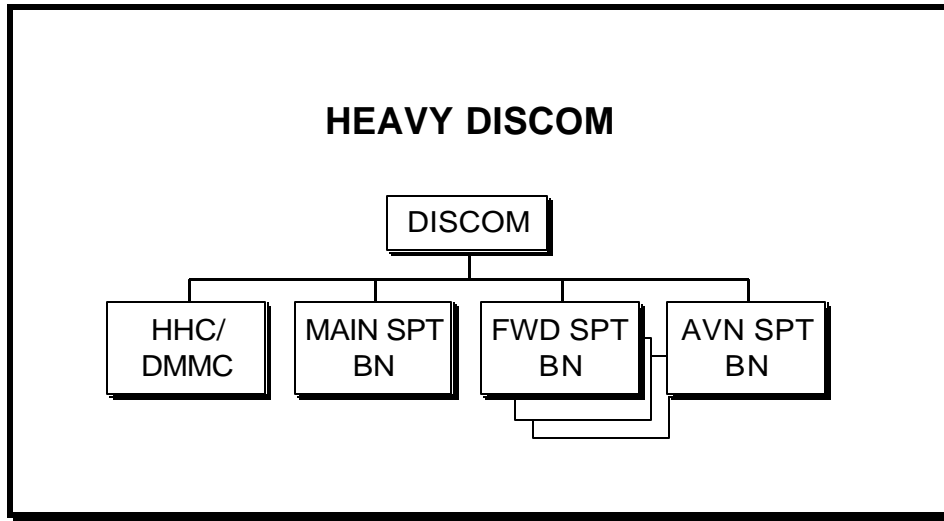 HEAVY DISCOM
DISCOM
HHC/
DMMC
MAIN SPT
BN
FWD SPT
BN
AVN SPT
BN